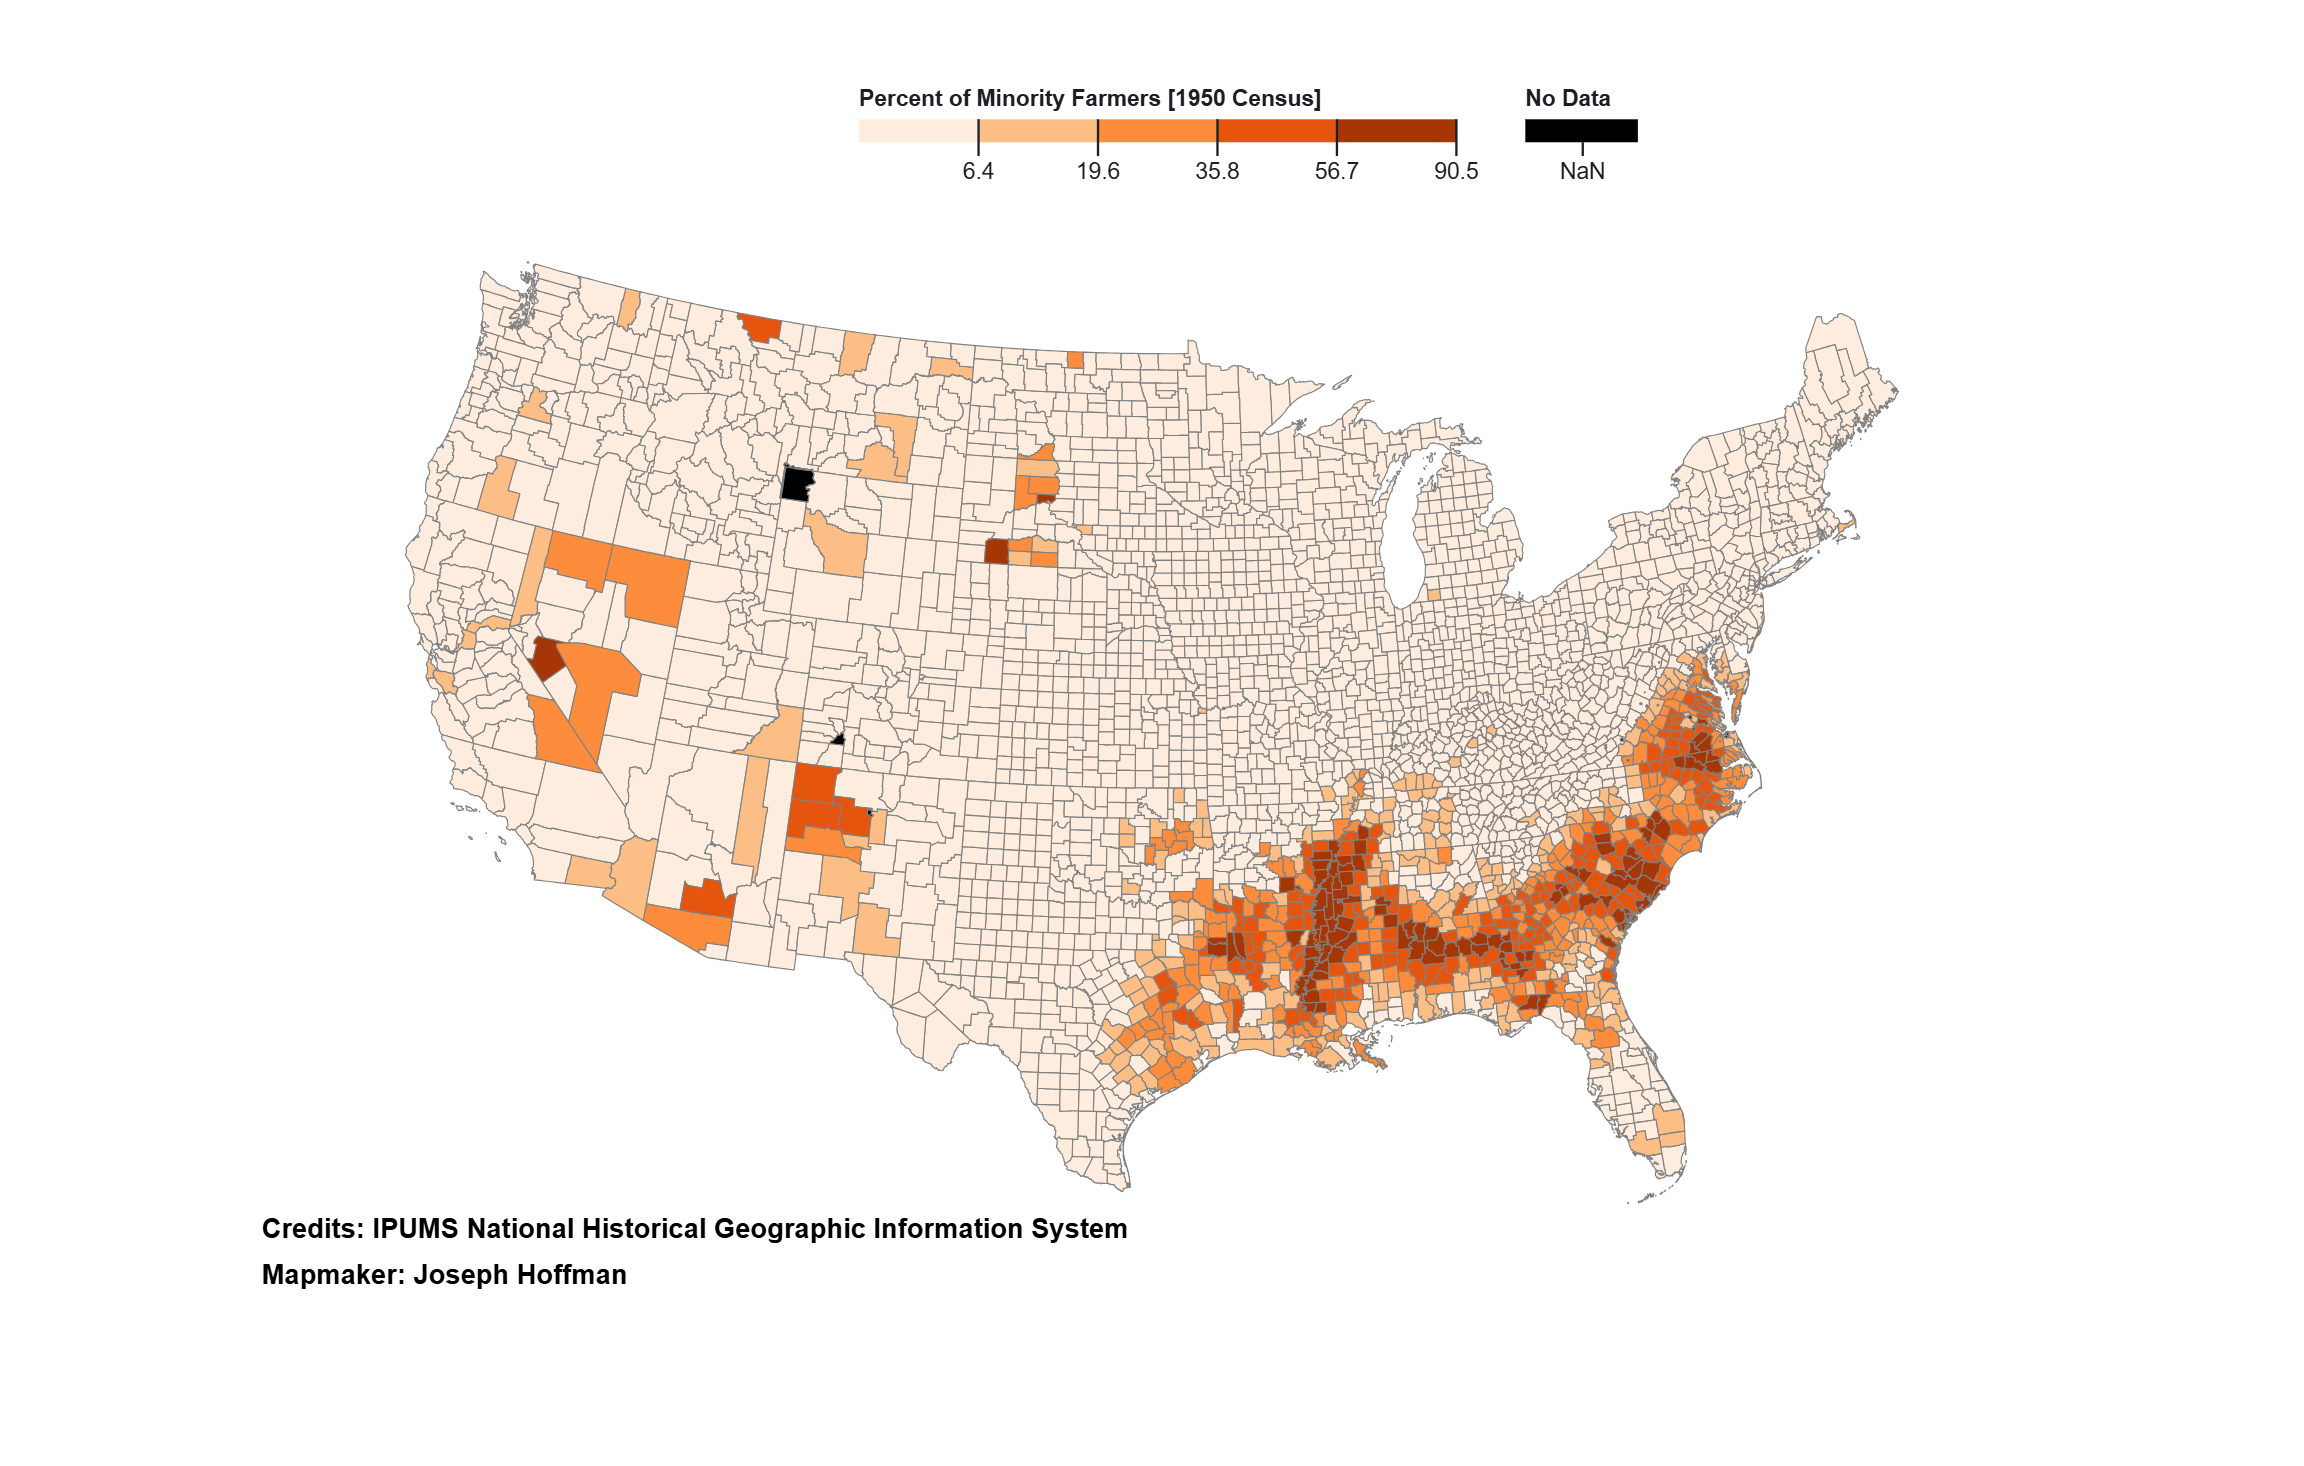 Percent of Minority Farmers [1950 Census]
No Data
6.4 19.6 35.8 56.7 90.5
NaN
Credits: IPUMS National Historical Geographic Information System
Mapmaker: Joseph Hoffman